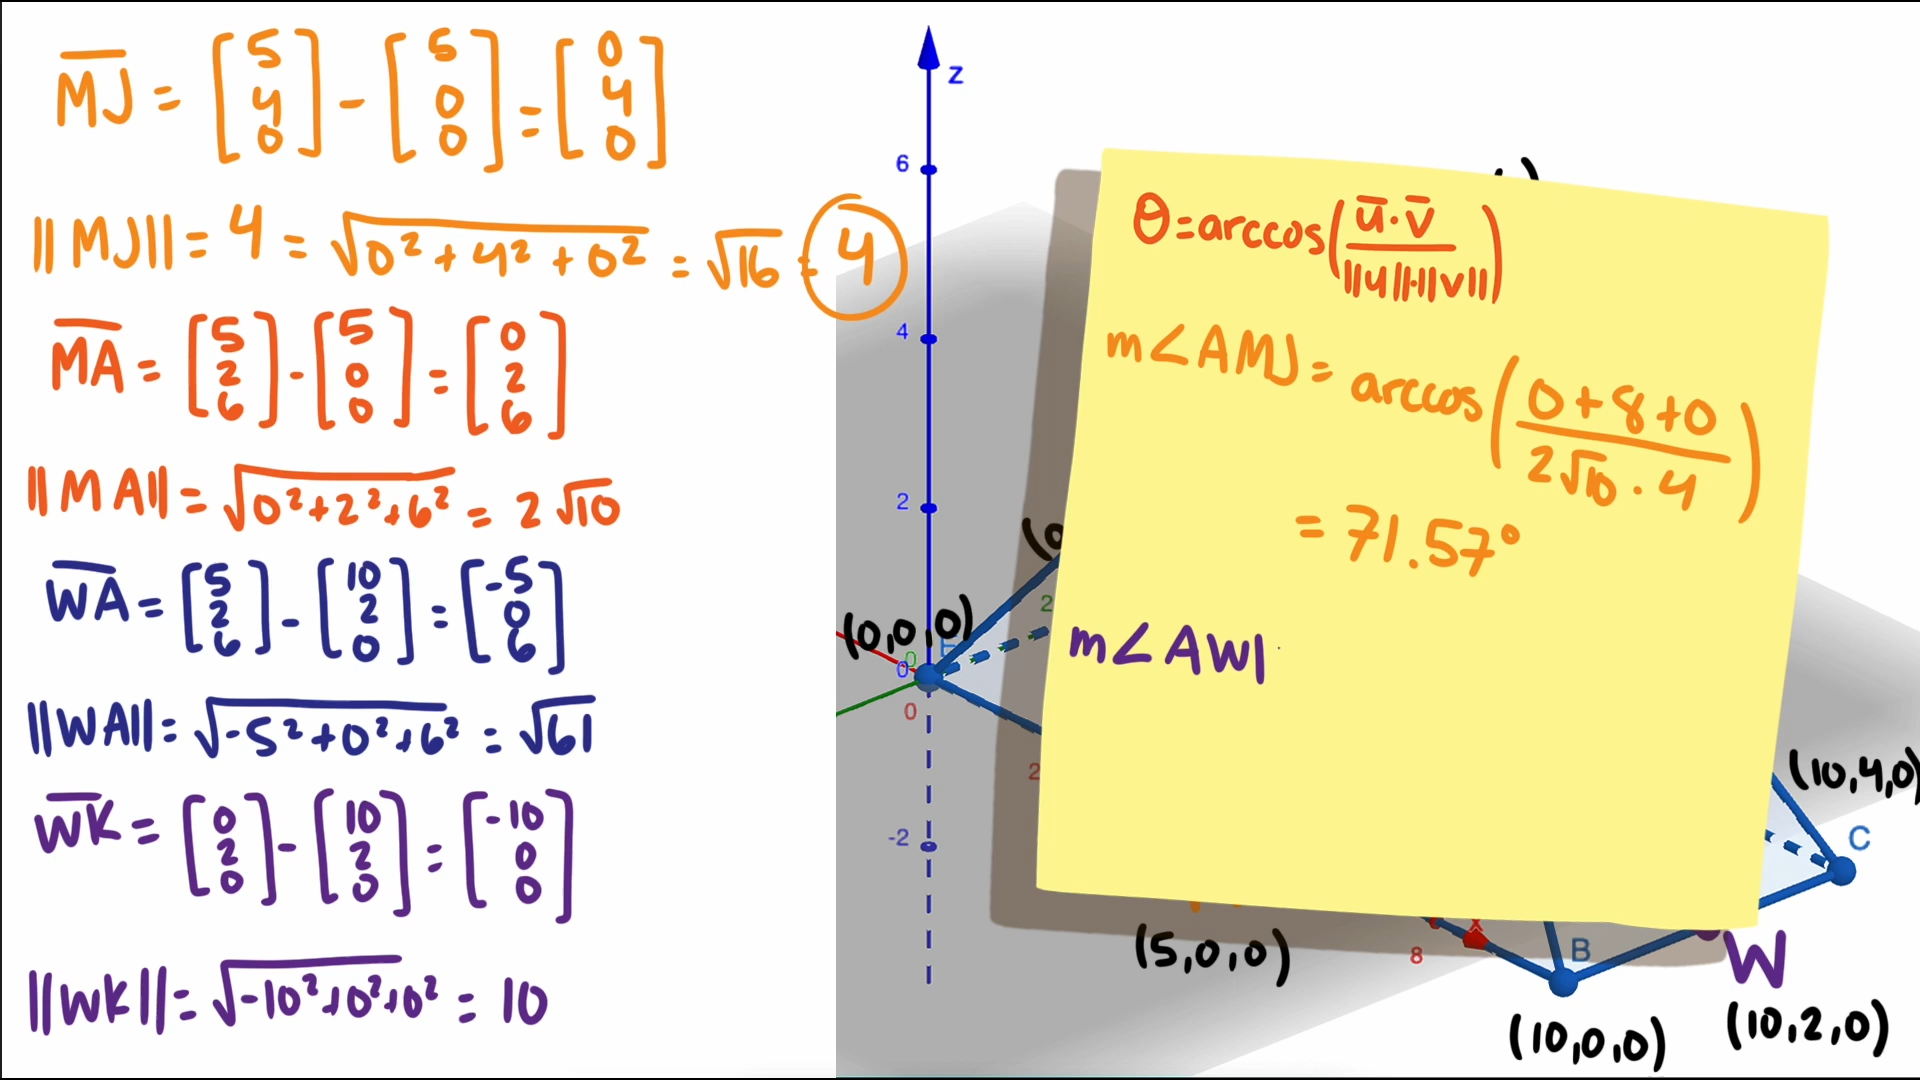 MJ = [5 4 0] - [5 0 0] = [0 4 0]
||MJ|| = 4 = √0²+4²+0² = √16 = 4
MA = [5 2 6] - [5 0 0] = [0 2 6]
||MA|| = √0²+2²+6² = 2√10
WA = [5 2 6] - [10 2 0] = [-5 0 6]
||WA|| = √-5²+0²+6² = √61
WK = [0 2 0] - [10 2 0] = [-10 0 0]
||WK|| = √-10²+0²+0² = 10
z
6
4
2
0
0
0
-2
2
2
8
(0,0,0)
θ = arccos(u·v / ||u||·||v||)
m∠AMJ = arccos(0+8+0 / 2√10·4)
= 71.57°
m∠AW
(10,4,0)
C
(5,0,0)
x
B
W
(10,0,0)
(10,2,0)